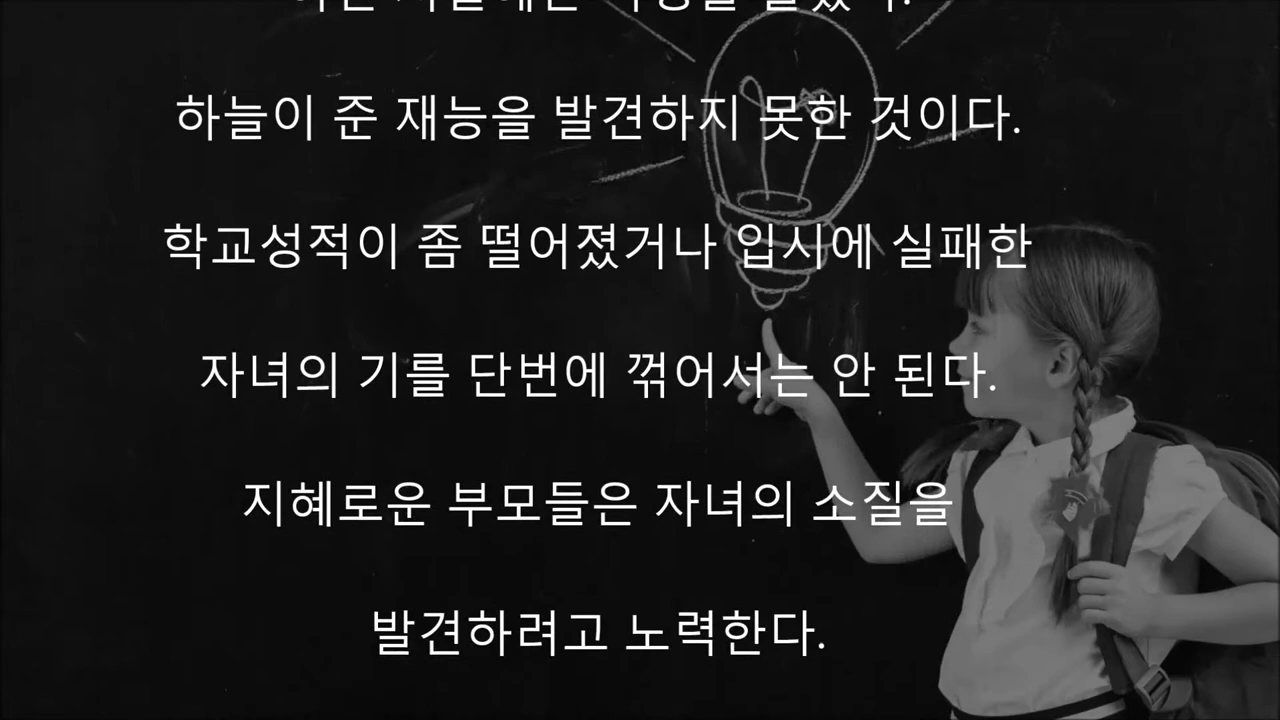 하늘이 준 재능을 발견하지 못한 것이다.
학교성적이 좀 떨어졌거나 입시에 실패한
자녀의 기를 단번에 꺾어서는 안 된다.
지혜로운 부모들은 자녀의 소질을
발견하려고 노력한다.